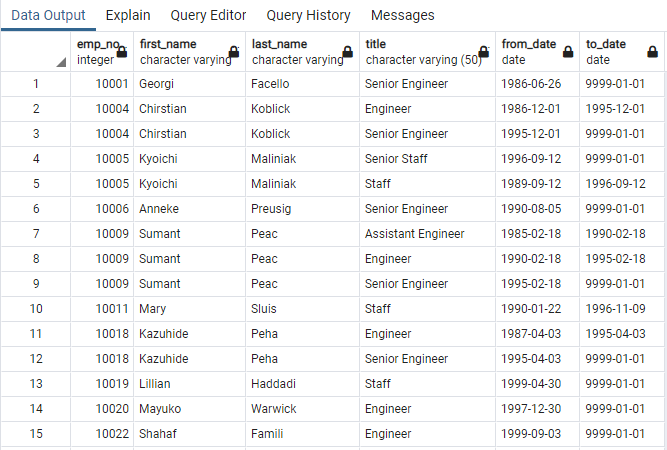 Data Output Explain Query Editor Query History Messages
emp_no first_name last_name title from_date to_date
integer character varying character varying character varying (50) date date
1 10001 Georgi Facello Senior Engineer 1986-06-26 9999-01-01
2 10004 Chirstian Koblick Engineer 1986-12-01 1995-12-01
3 10004 Chirstian Koblick Senior Engineer 1995-12-01 9999-01-01
4 10005 Kyoichi Maliniak Senior Staff 1996-09-12 9999-01-01
5 10005 Kyoichi Maliniak Staff 1989-09-12 1996-09-12
6 10006 Anneke Preusig Senior Engineer 1990-08-05 9999-01-01
7 10009 Sumant Peac Assistant Engineer 1985-02-18 1990-02-18
8 10009 Sumant Peac Engineer 1990-02-18 1995-02-18
9 10009 Sumant Peac Senior Engineer 1995-02-18 9999-01-01
10 10011 Mary Sluis Staff 1990-01-22 1996-11-09
11 10018 Kazuhide Peha Engineer 1987-04-03 1995-04-03
12 10018 Kazuhide Peha Senior Engineer 1995-04-03 9999-01-01
13 10019 Lillian Haddadi Staff 1999-04-30 9999-01-01
14 10020 Mayuko Warwick Engineer 1997-12-30 9999-01-01
15 10022 Shahaf Famili Engineer 1999-09-03 9999-01-01